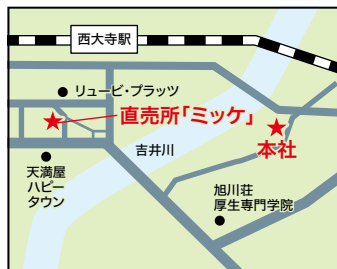 西大寺駅
リュービ・プラッツ
直売所「ミッケ」
本社
吉井川
天満屋
ハピー
タウン
旭川荘
厚生専門学院